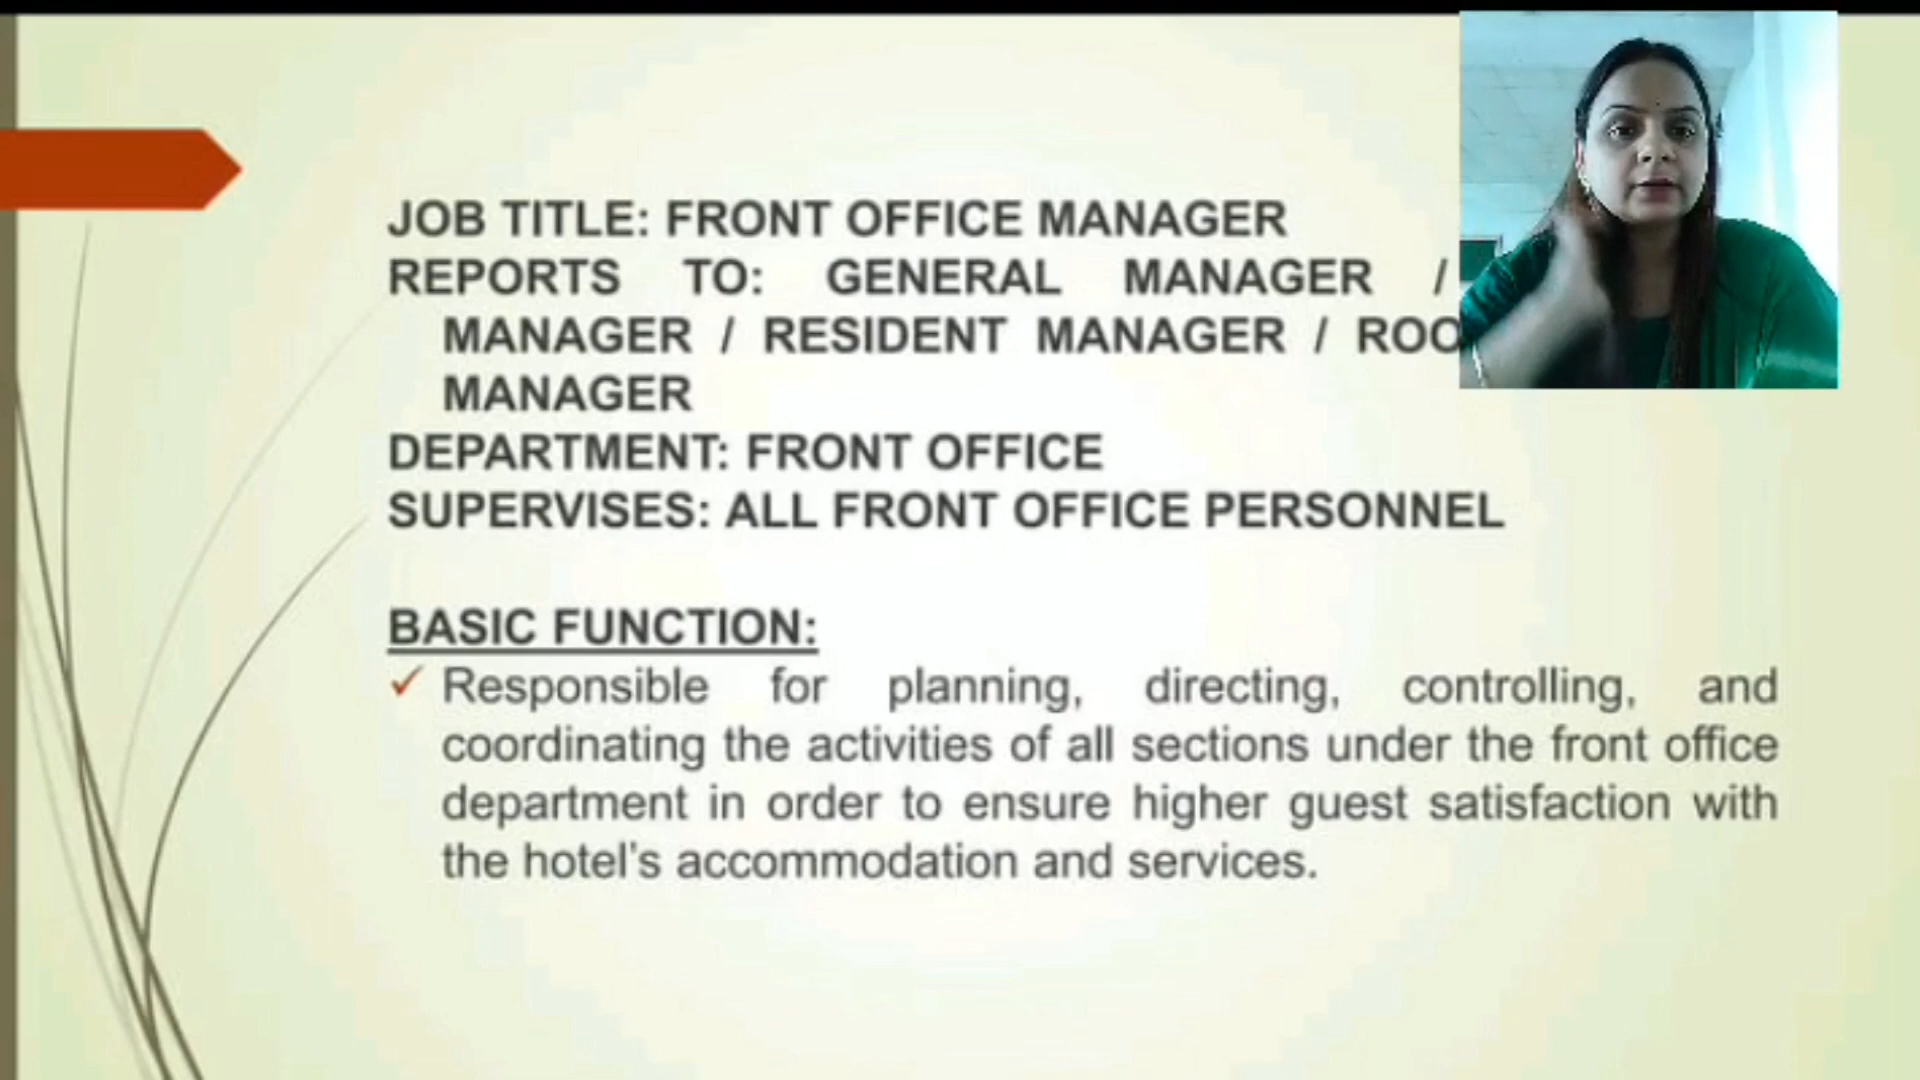 JOB TITLE: FRONT OFFICE MANAGER
REPORTS TO: GENERAL MANAGER /
MANAGER / RESIDENT MANAGER /
MANAGER
DEPARTMENT: FRONT OFFICE
SUPERVISES: ALL FRONT OFFICE PERSONNEL
BASIC FUNCTION:
✓ Responsible for planning, directing, controlling, and
coordinating the activities of all sections under the front office
department in order to ensure higher guest satisfaction with
the hotel's accommodation and services.